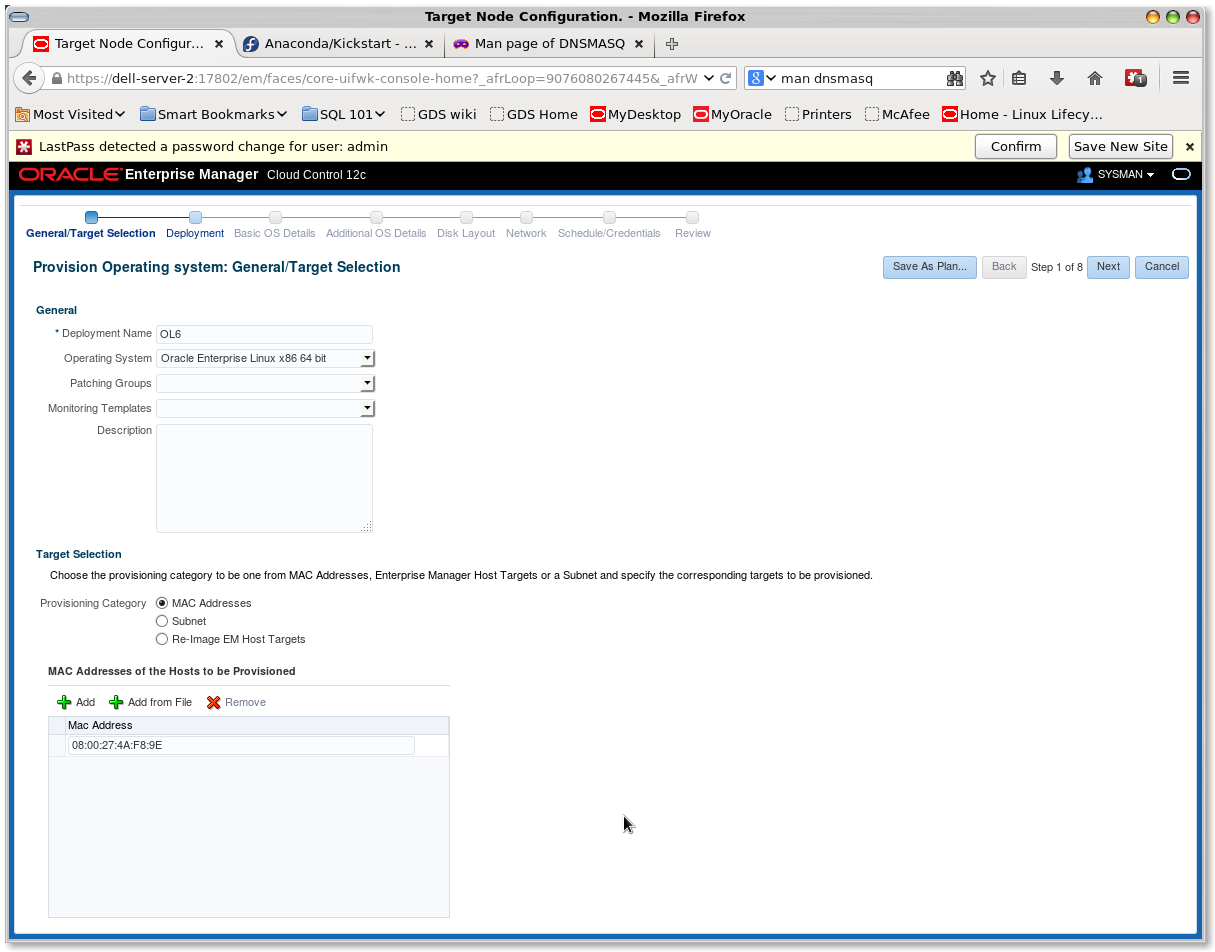 Target Node Configuration. - Mozilla Firefox
Target Node Configur... Anaconda/Kickstart - ... Man page of DNSMASQ
https://dell-server-2:17802/em/faces/core-uifwk-console-home?_afrLoop=9076080267445&_afrW 8 man dnsmasq 1
Most Visited Smart Bookmarks SQL 101 GDS wiki GDS Home MyDesktop MyOracle Printers McAfee Home - Linux Lifecy...
LastPass detected a password change for user: admin Confirm Save New Site
ORACLE Enterprise Manager Cloud Control 12c SYSMAN
General/Target Selection Deployment Basic OS Details Additional OS Details Disk Layout Network Schedule/Credentials Review
Provision Operating system: General/Target Selection Save As Plan... Back Step 1 of 8 Next Cancel
General
* Deployment Name OL6
Operating System Oracle Enterprise Linux x86 64 bit
Patching Groups
Monitoring Templates
Description
Target Selection
Choose the provisioning category to be one from MAC Addresses, Enterprise Manager Host Targets or a Subnet and specify the corresponding targets to be provisioned.
Provisioning Category MAC Addresses
Subnet
Re-Image EM Host Targets
MAC Addresses of the Hosts to be Provisioned
Add Add from File Remove
Mac Address
08:00:27:4A:F8:9E